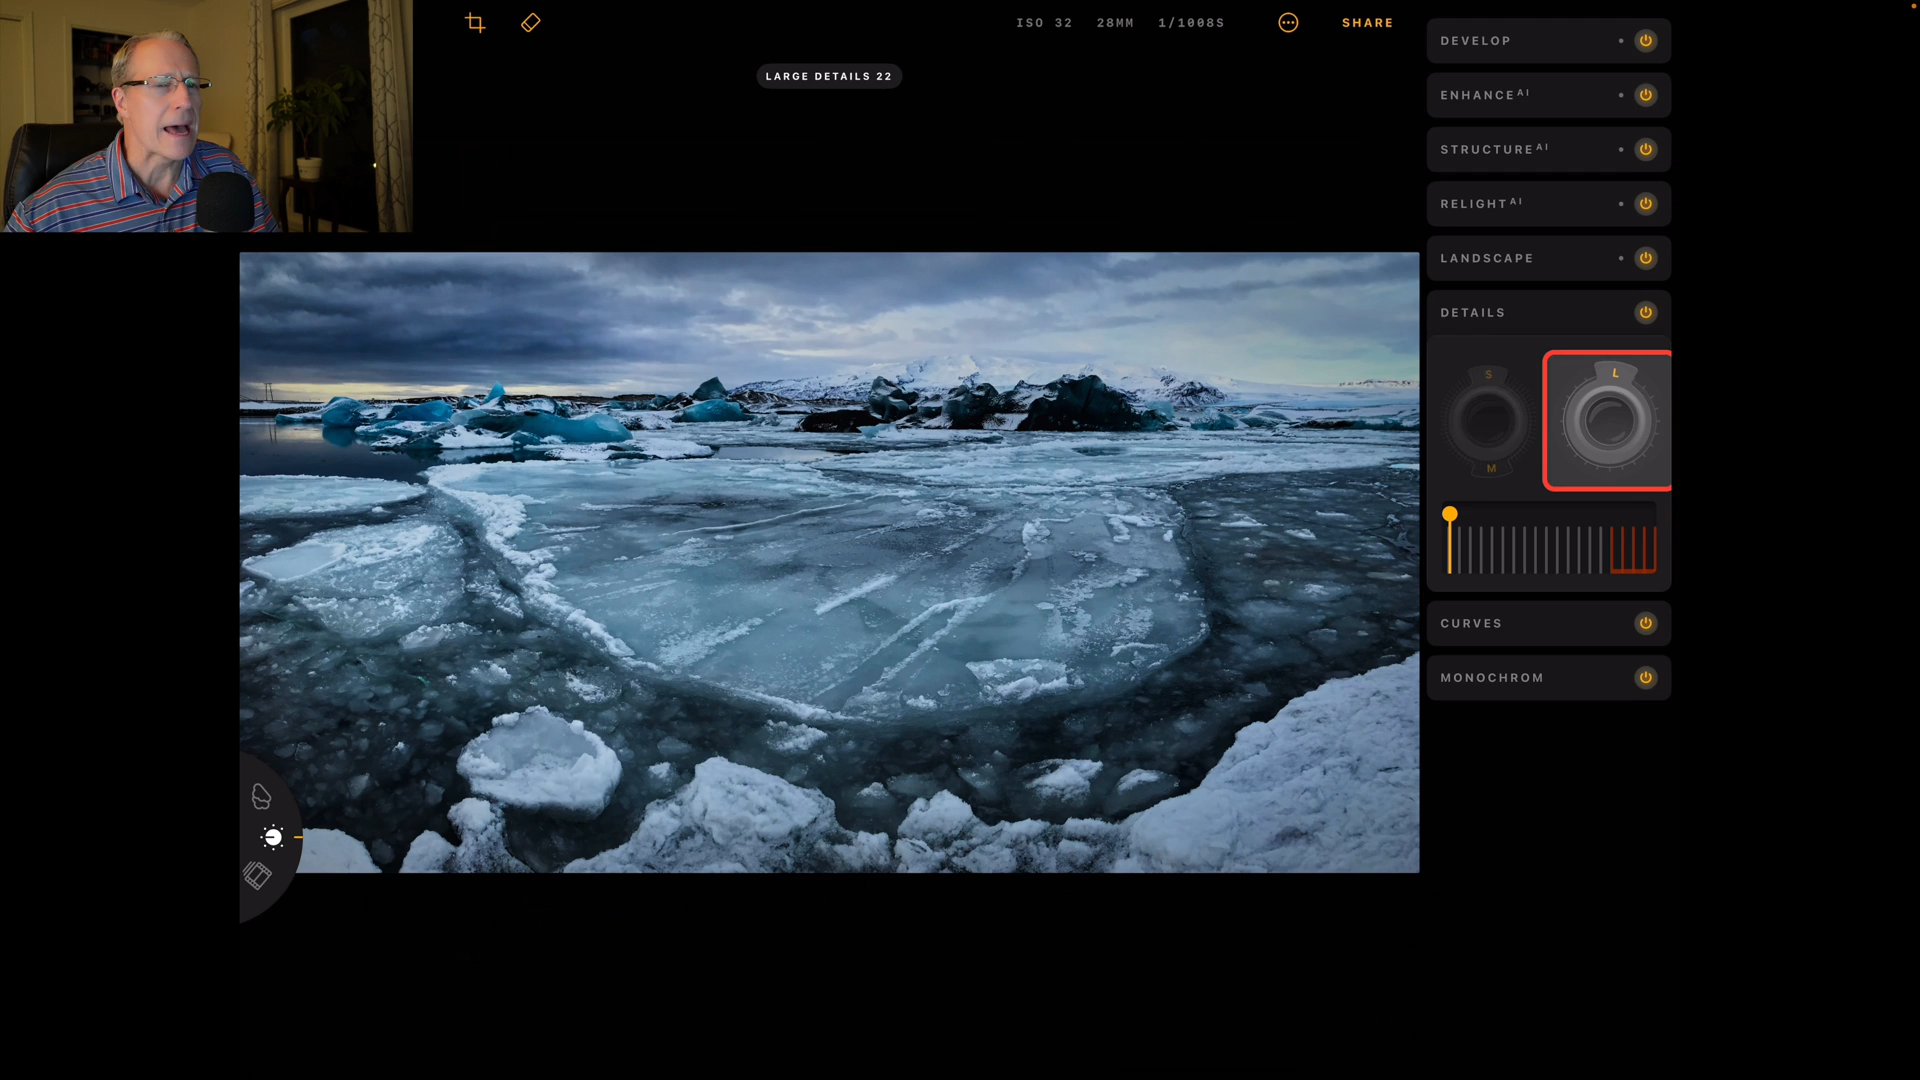 ISO 32 28MM 1/1008S
SHARE
LARGE DETAILS 22
DEVELOP
ENHANCE AI
STRUCTURE AI
RELIGHT AI
LANDSCAPE
DETAILS
S
L
M
CURVES
MONOCHROM